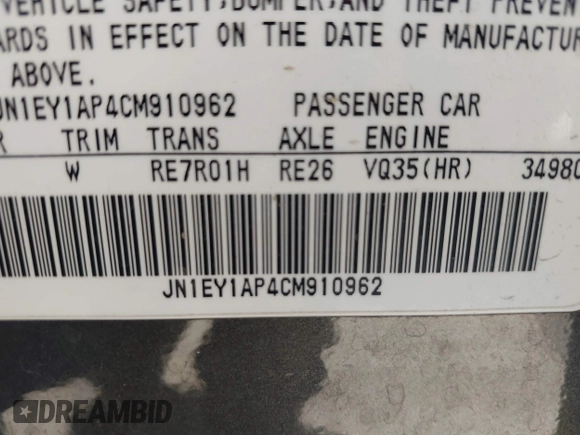 VEHICLE SAFETY, BUMPER, AND THEFT PREVENT
ARDS IN EFFECT ON THE DATE OF MANUFACTUR
ABOVE.
JN1EY1AP4CM910962 PASSENGER CAR
R TRIM TRANS AXLE ENGINE
W RE7R01H RE26 VQ35(HR) 34980
JN1EY1AP4CM910962
DREAMBID